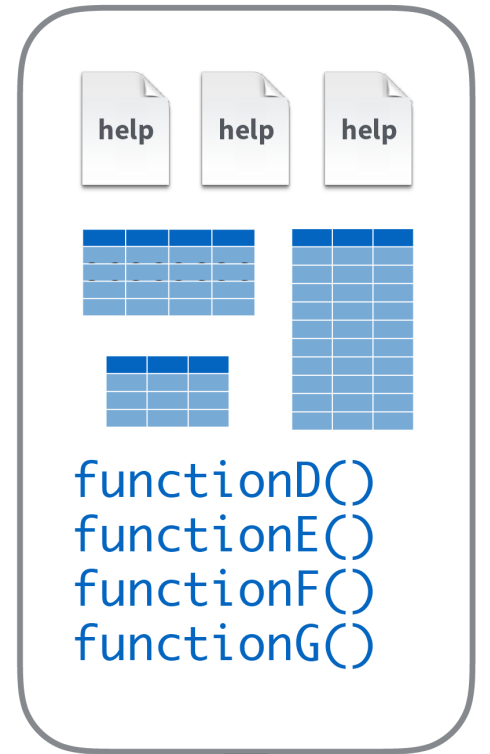 help help help
functionD()
functionE()
functionF()
functionG()